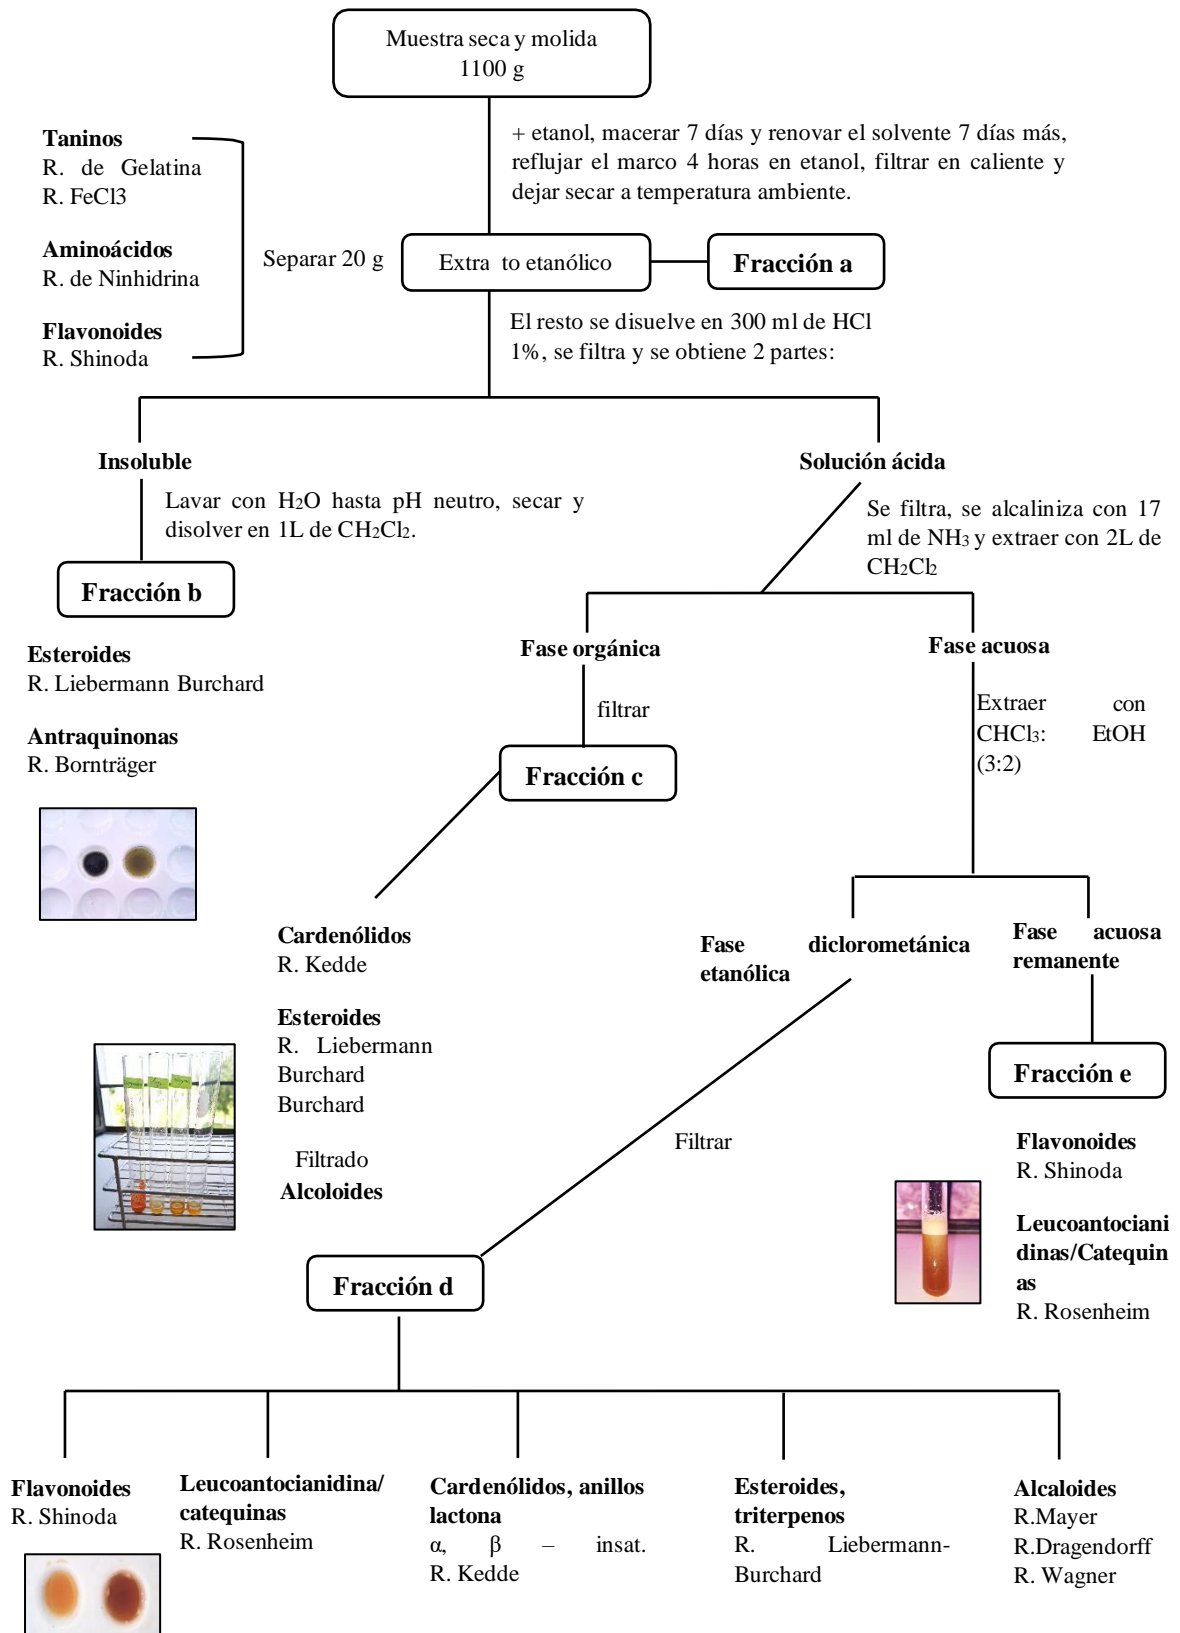 Muestra seca y molida
1100 g
+ etanol, macerar 7 días y renovar el solvente 7 días más,
reflujar el marco 4 horas en etanol, filtrar en caliente y
dejar secar a temperatura ambiente.
Taninos
R. de Gelatina
R. FeCl3
Aminoácidos
R. de Ninhidrina
Flavonoides
R. Shinoda
Separar 20 g
Extra to etanólico
Fracción a
El resto se disuelve en 300 ml de HCl
1%, se filtra y se obtiene 2 partes:
Insoluble
Lavar con H2O hasta pH neutro, secar y
disolver en 1L de CH2Cl2.
Fracción b
Esteroides
R. Liebermann Burchard
Antraquinonas
R. Bornträger
Solución ácida
Se filtra, se alcaliniza con 17
ml de NH3 y extraer con 2L de
CH2Cl2
Fase orgánica
filtrar
Fracción c
Cardenólidos
R. Kedde
Esteroides
R. Liebermann
Burchard
Burchard
Filtrado
Alcoloides
Fase acuosa
Extraer con
CHCl3: EtOH
(3:2)
Fase diclorometánica
etanólica
Filtrar
Fase acuosa
remanente
Fracción e
Flavonoides
R. Shinoda
Leucoantociani
dinas/Catequin
as
R. Rosenheim
Fracción d
Flavonoides
R. Shinoda
Leucoantocianidina/
catequinas
R. Rosenheim
Cardenólidos, anillos
lactona
α, β – insat.
R. Kedde
Esteroides,
triterpenos
R. Liebermann-
Burchard
Alcaloides
R.Mayer
R.Dragendorff
R. Wagner